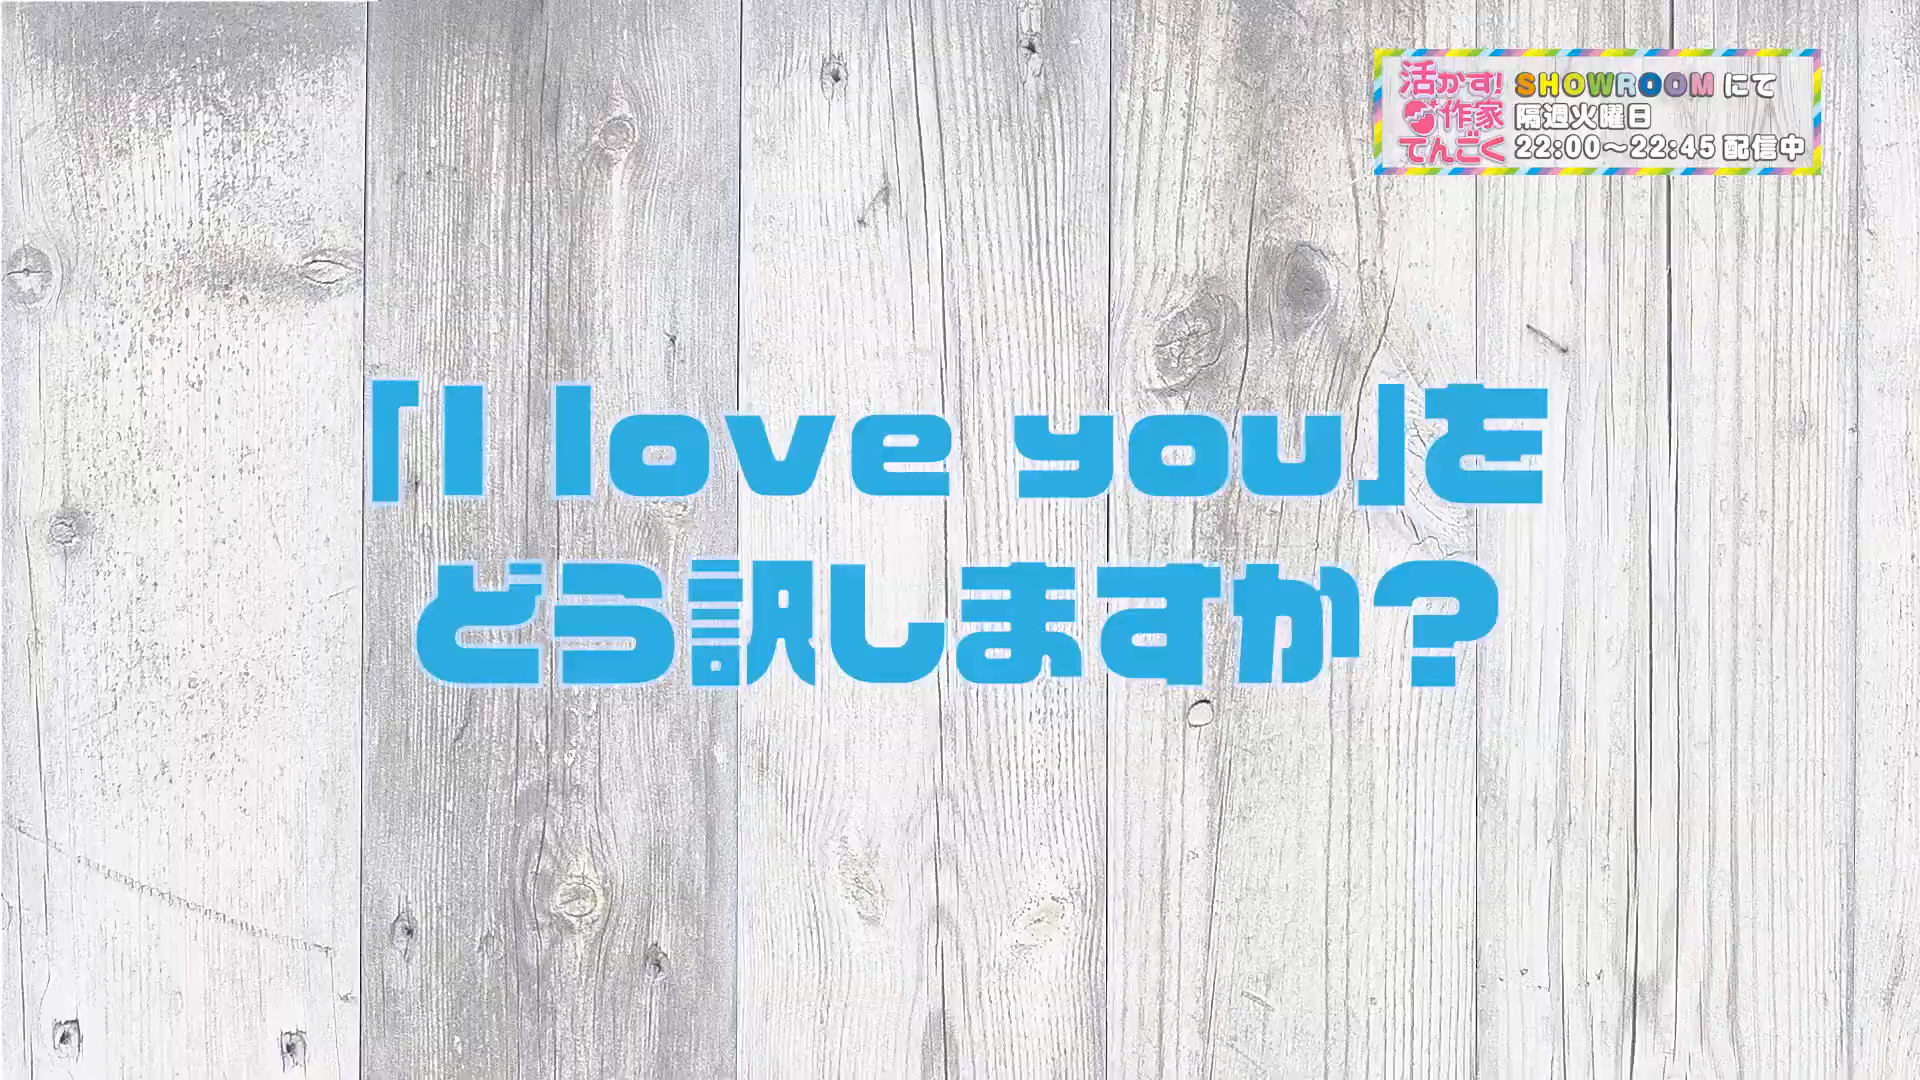 活かす!
作家
てんごく
SHOWROOMにて
隔週火曜日
22:00～22:45配信中
「I love you」を
どう訳しますか?